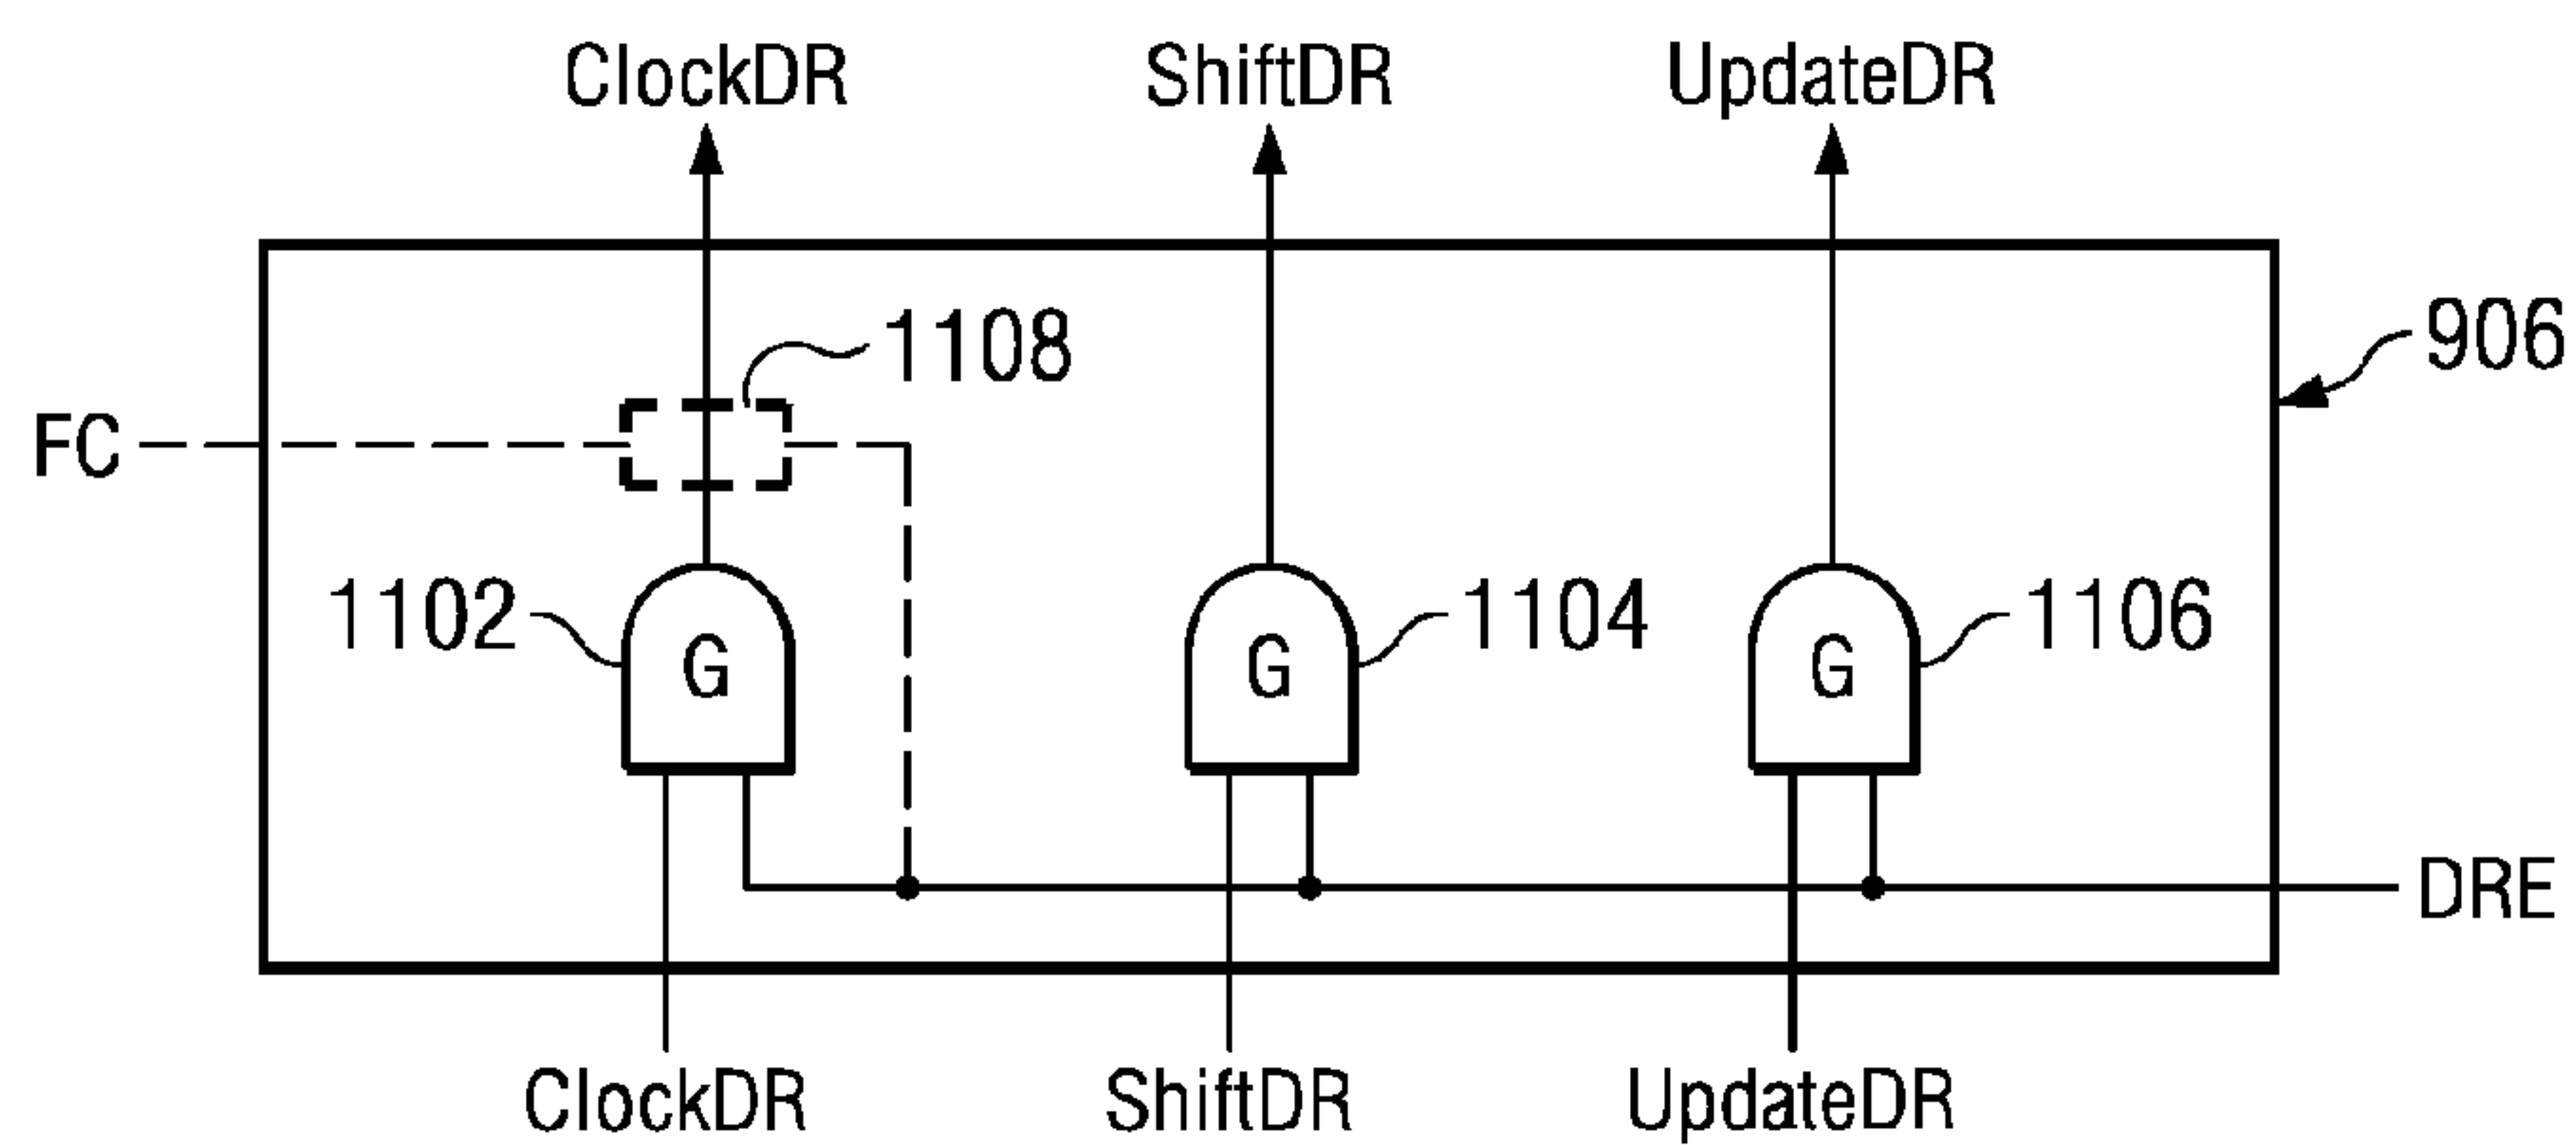 ClockDR ShiftDR UpdateDR
1108
906
FC
1102 G 1104 G 1106 G
DRE
ClockDR ShiftDR UpdateDR